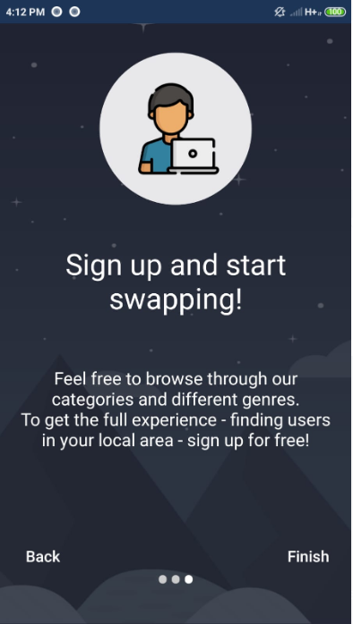 4:12 PM H+ 100
Sign up and start
swapping!
Feel free to browse through our
categories and different genres.
To get the full experience - finding users
in your local area - sign up for free!
Back Finish